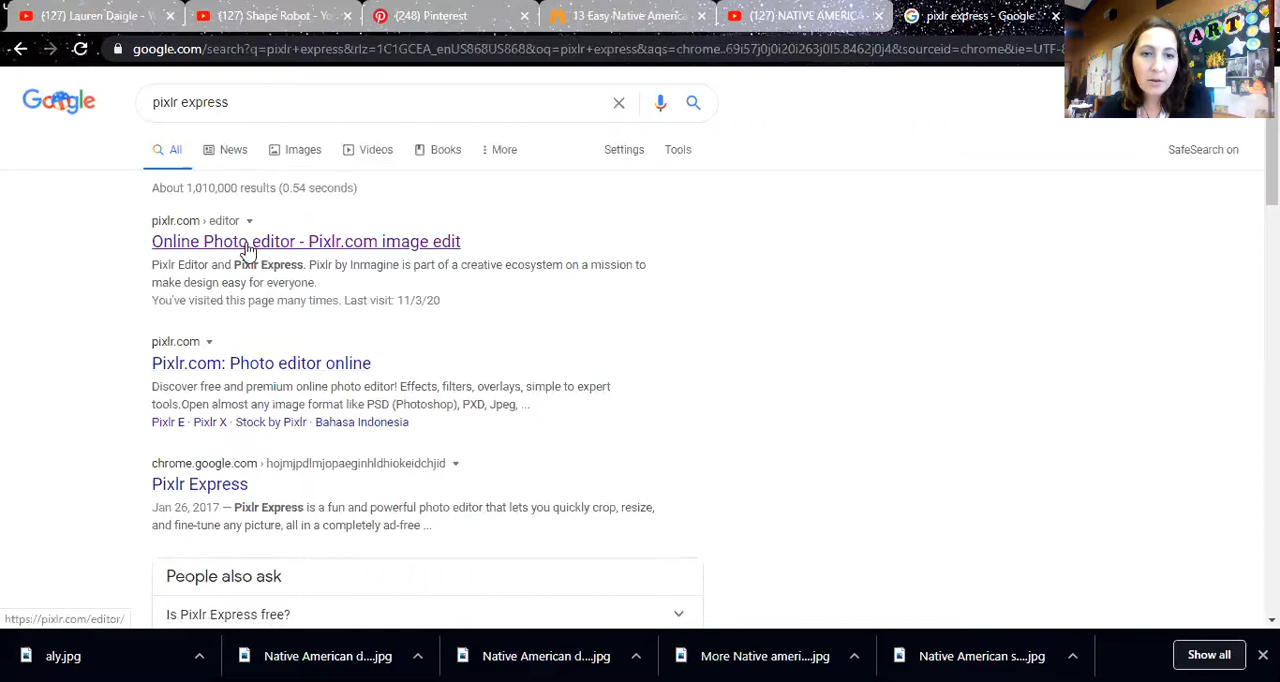 (127) Lauren Daigle - Y
(127) Shape Robot - Yo
(248) Pinterest
13 Easy Native America
(127) NATIVE AMERICA
pixlr express - Google
google.com/search?q=pixlr+express&rlz=1C1GCEA_enUS868US868&oq=pixlr+express&aqs=chrome..69i57j0j0i20i263j0l5.8462j0j4&sourceid=chrome&ie=UTF-8
ART
Google
pixlr express
All
News
Images
Videos
Books
More
Settings
Tools
SafeSearch on
About 1,010,000 results (0.54 seconds)
pixlr.com › editor
Online Photo editor - Pixlr.com image edit
Pixlr Editor and Pixlr Express. Pixlr by Inmagine is part of a creative ecosystem on a mission to
make design easy for everyone.
You've visited this page many times. Last visit: 11/3/20
pixlr.com
Pixlr.com: Photo editor online
Discover free and premium online photo editor! Effects, filters, overlays, simple to expert
tools.Open almost any image format like PSD (Photoshop), PXD, Jpeg, ...
Pixlr E · Pixlr X · Stock by Pixlr · Bahasa Indonesia
chrome.google.com › hojmjpdlmjopaeginhldhiokeidchjid
Pixlr Express
Jan 26, 2017 — Pixlr Express is a fun and powerful photo editor that lets you quickly crop, resize,
and fine-tune any picture, all in a completely ad-free ...
People also ask
Is Pixlr Express free?
https://pixlr.com/editor/
aly.jpg
Native American d....jpg
Native American d....jpg
More Native ameri....jpg
Native American s....jpg
Show all